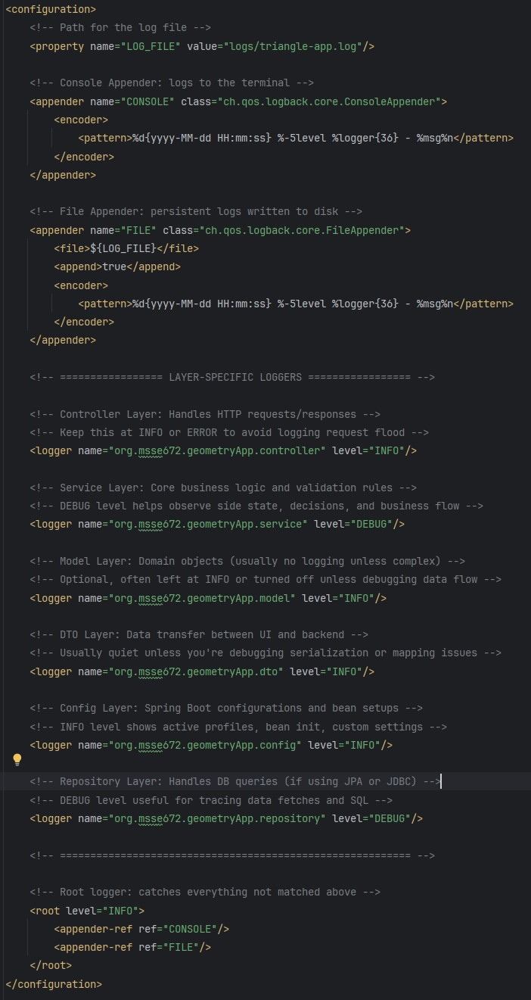 <configuration>
<!-- Path for the log file -->
<property name="LOG_FILE" value="logs/triangle-app.log"/>
<!-- Console Appender: logs to the terminal -->
<appender name="CONSOLE" class="ch.qos.logback.core.ConsoleAppender">
<encoder>
<pattern>%d{yyyy-MM-dd HH:mm:ss} %-5level %logger{36} - %msg%n</pattern>
</encoder>
</appender>
<!-- File Appender: persistent logs written to disk -->
<appender name="FILE" class="ch.qos.logback.core.FileAppender">
<file>${LOG_FILE}</file>
<append>true</append>
<encoder>
<pattern>%d{yyyy-MM-dd HH:mm:ss} %-5level %logger{36} - %msg%n</pattern>
</encoder>
</appender>
<!-- ================= LAYER-SPECIFIC LOGGERS ================= -->
<!-- Controller Layer: Handles HTTP requests/responses -->
<!-- Keep this at INFO or ERROR to avoid logging request flood -->
<logger name="org.msse672.geometryApp.controller" level="INFO"/>
<!-- Service Layer: Core business logic and validation rules -->
<!-- DEBUG level helps observe side state, decisions, and business flow -->
<logger name="org.msse672.geometryApp.service" level="DEBUG"/>
<!-- Model Layer: Domain objects (usually no logging unless complex) -->
<!-- Optional, often left at INFO or turned off unless debugging data flow -->
<logger name="org.msse672.geometryApp.model" level="INFO"/>
<!-- DTO Layer: Data transfer between UI and backend -->
<!-- Usually quiet unless you're debugging serialization or mapping issues -->
<logger name="org.msse672.geometryApp.dto" level="INFO"/>
<!-- Config Layer: Spring Boot configurations and bean setups -->
<!-- INFO level shows active profiles, bean init, custom settings -->
<logger name="org.msse672.geometryApp.config" level="INFO"/>
<!-- Repository Layer: Handles DB queries (if using JPA or JDBC) -->
<!-- DEBUG level useful for tracing data fetches and SQL -->
<logger name="org.msse672.geometryApp.repository" level="DEBUG"/>
<!-- ========================================================== -->
<!-- Root logger: catches everything not matched above -->
<root level="INFO">
<appender-ref ref="CONSOLE"/>
<appender-ref ref="FILE"/>
</root>
</configuration>